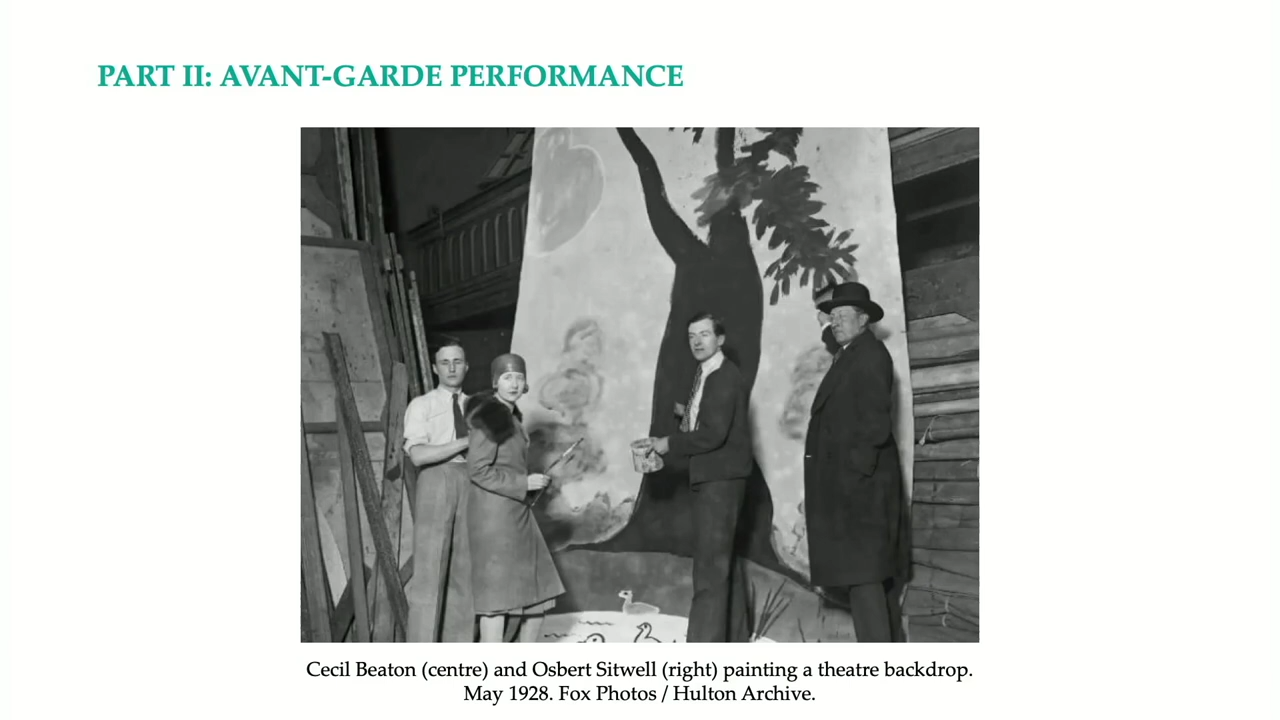 PART II: AVANT-GARDE PERFORMANCE
Cecil Beaton (centre) and Osbert Sitwell (right) painting a theatre backdrop.
May 1928. Fox Photos / Hulton Archive.